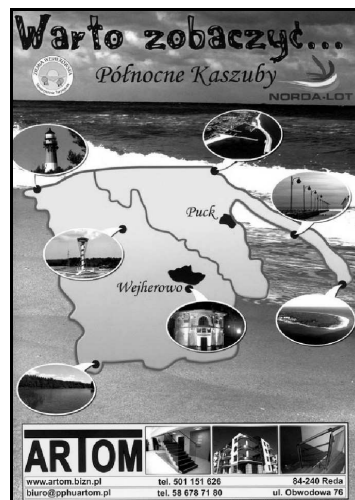 Warto zobaczyć...
Północne Kaszuby
NORDA-LOT
Puck
Wejherowo
ARTOM
www.artom.bizn.pl
biuro@pphuartom.pl
tel. 501 151 626
tel. 58 678 71 80
84-240 Reda
ul. Obwodowa 76